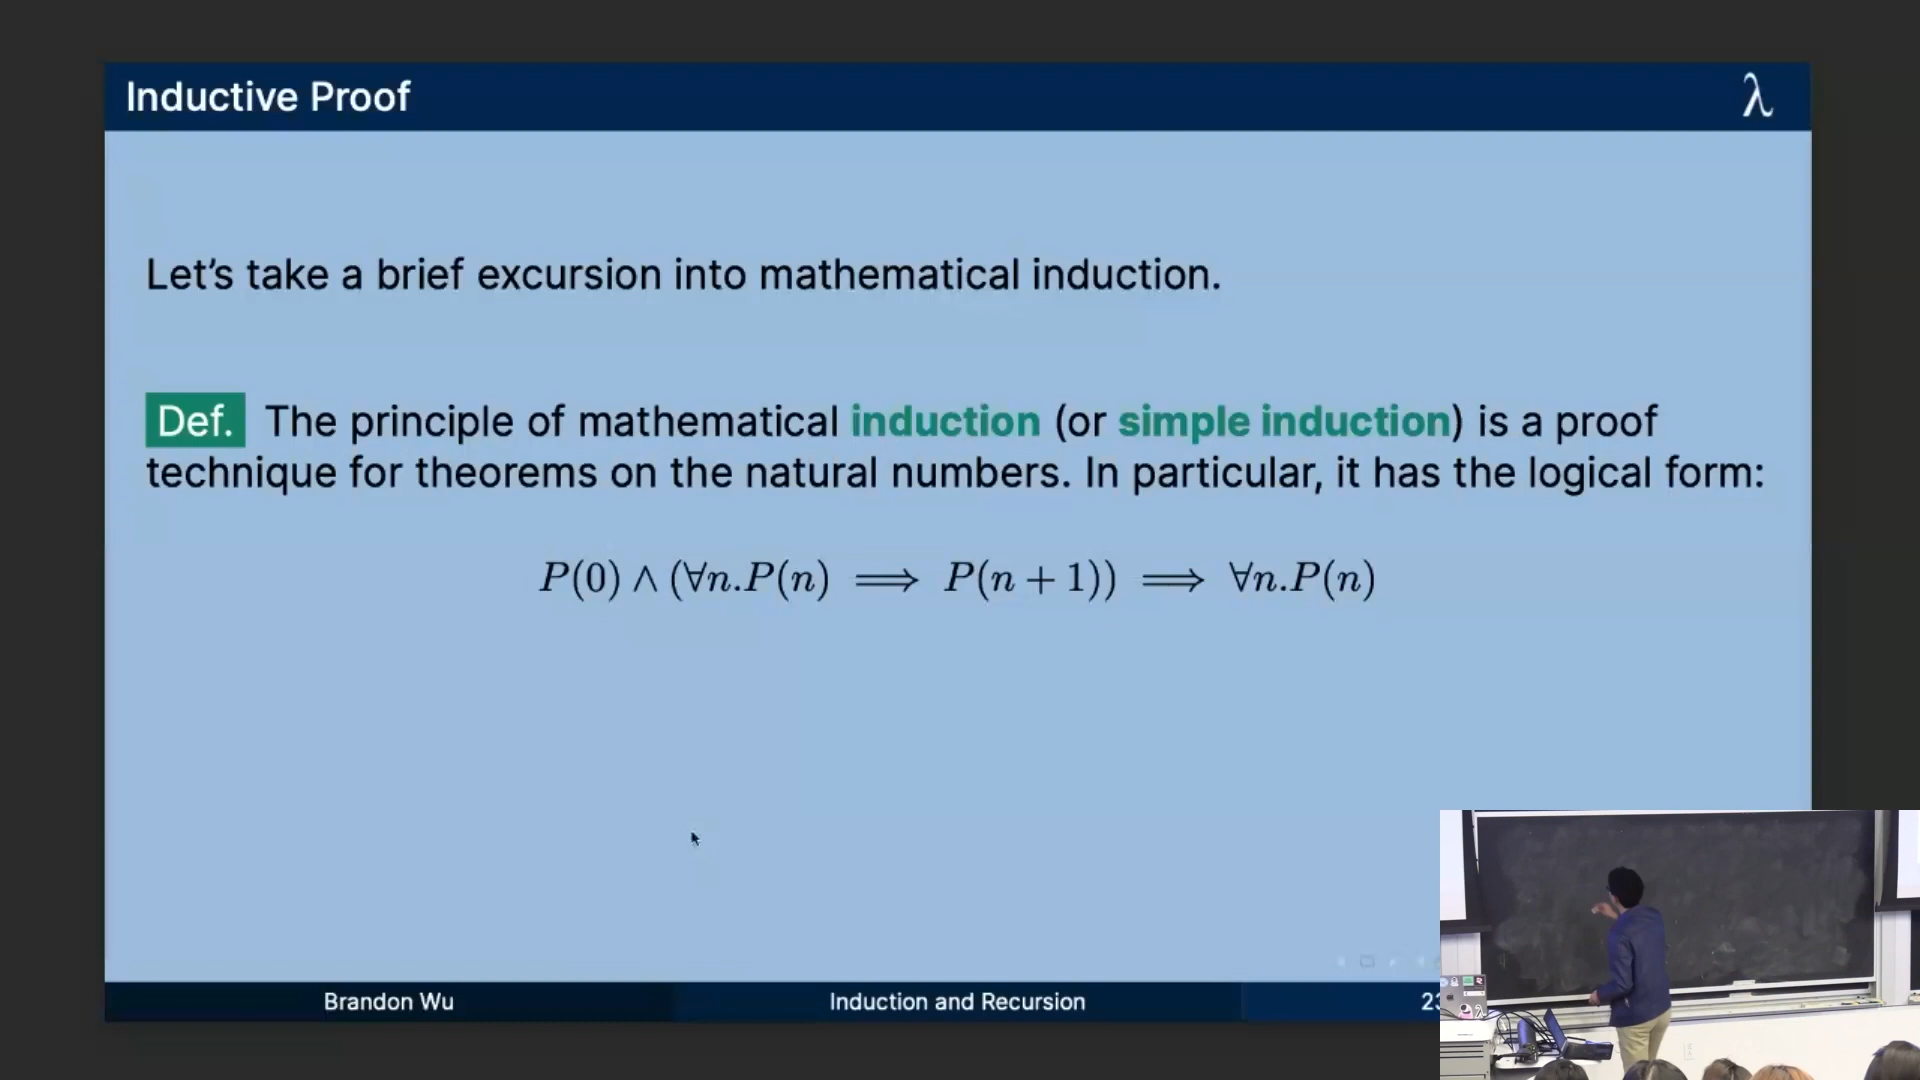 Inductive Proof
λ
Let's take a brief excursion into mathematical induction.
Def. The principle of mathematical induction (or simple induction) is a proof
technique for theorems on the natural numbers. In particular, it has the logical form:
P(0) ∧ (∀n.P(n) ⟹ P(n + 1)) ⟹ ∀n.P(n)
Brandon Wu
Induction and Recursion